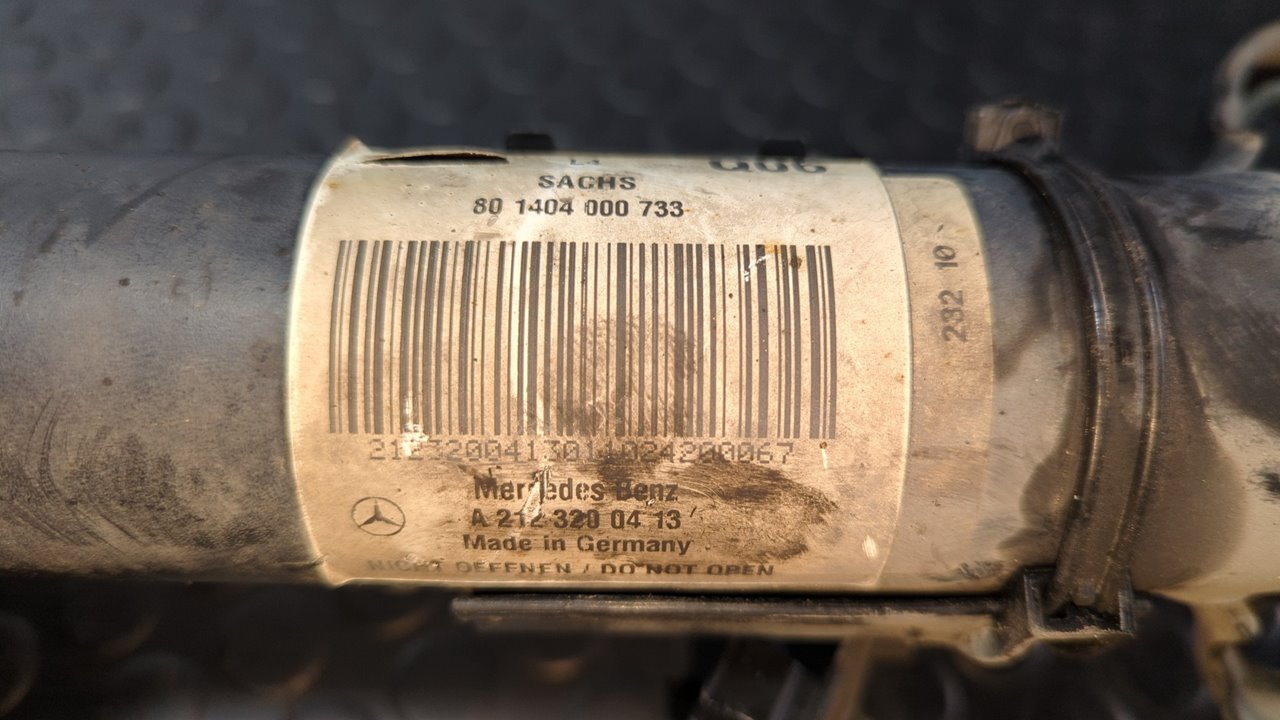 SACHS
80 1404 000 733
21232004130114024200067
Mercedes Benz
A 212 320 04 13
Made in Germany
NICHT OEFFNEN / DO NOT OPEN
232 10